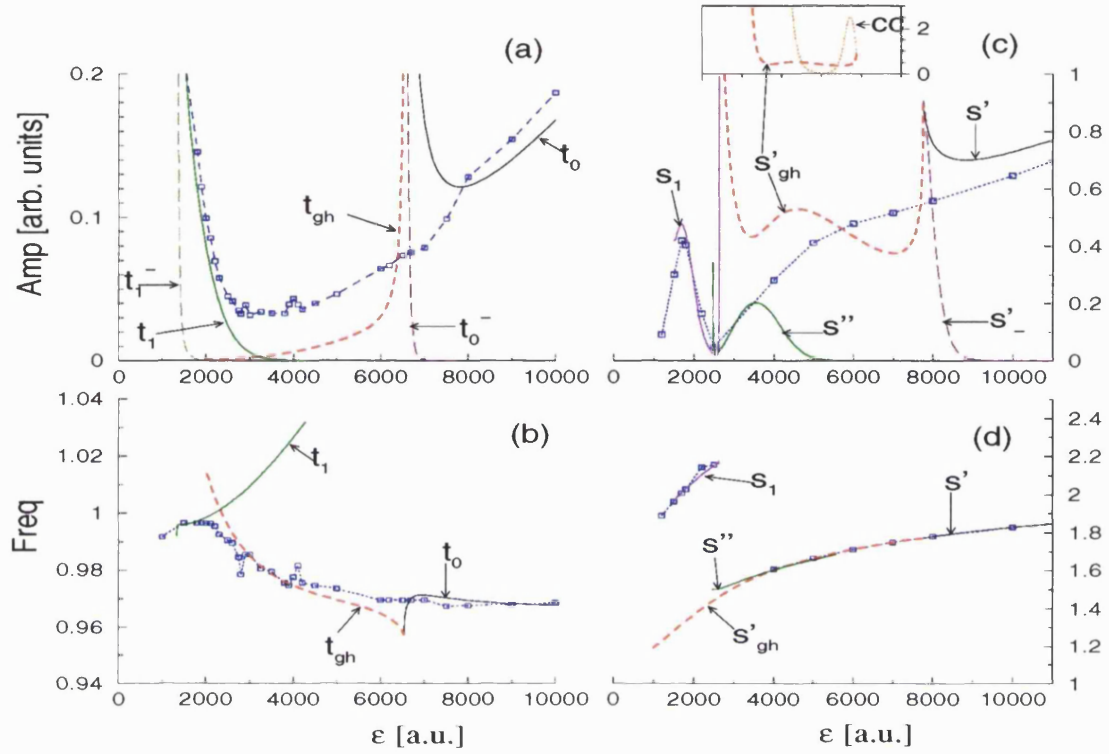 (a)
0.2
0.1
0
Amp [arb. units]
t₁⁻
t₁
t_gh
t₀⁻
t₀
0 2000 4000 6000 8000 10000
(c)
CC
2
0
1
0.8
0.6
0.4
0.2
0
s₁
s'_gh
s''
s'
s'_-
0 2000 4000 6000 8000 10000
(b)
1.04
1.02
1
0.98
0.96
0.94
Freq
t₁
t_gh
t₀
0 2000 4000 6000 8000 10000
ε [a.u.]
(d)
2.4
2.2
2
1.8
1.6
1.4
1.2
1
s₁
s''
s'
s'_gh
0 2000 4000 6000 8000 10000
ε [a.u.]